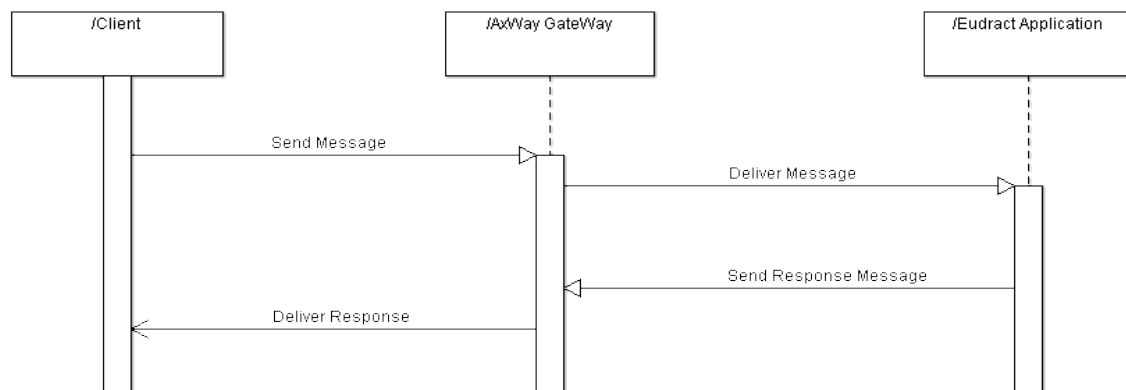 /Client
/AxWay GateWay
/Eudract Application
Send Message
Deliver Message
Send Response Message
Deliver Response